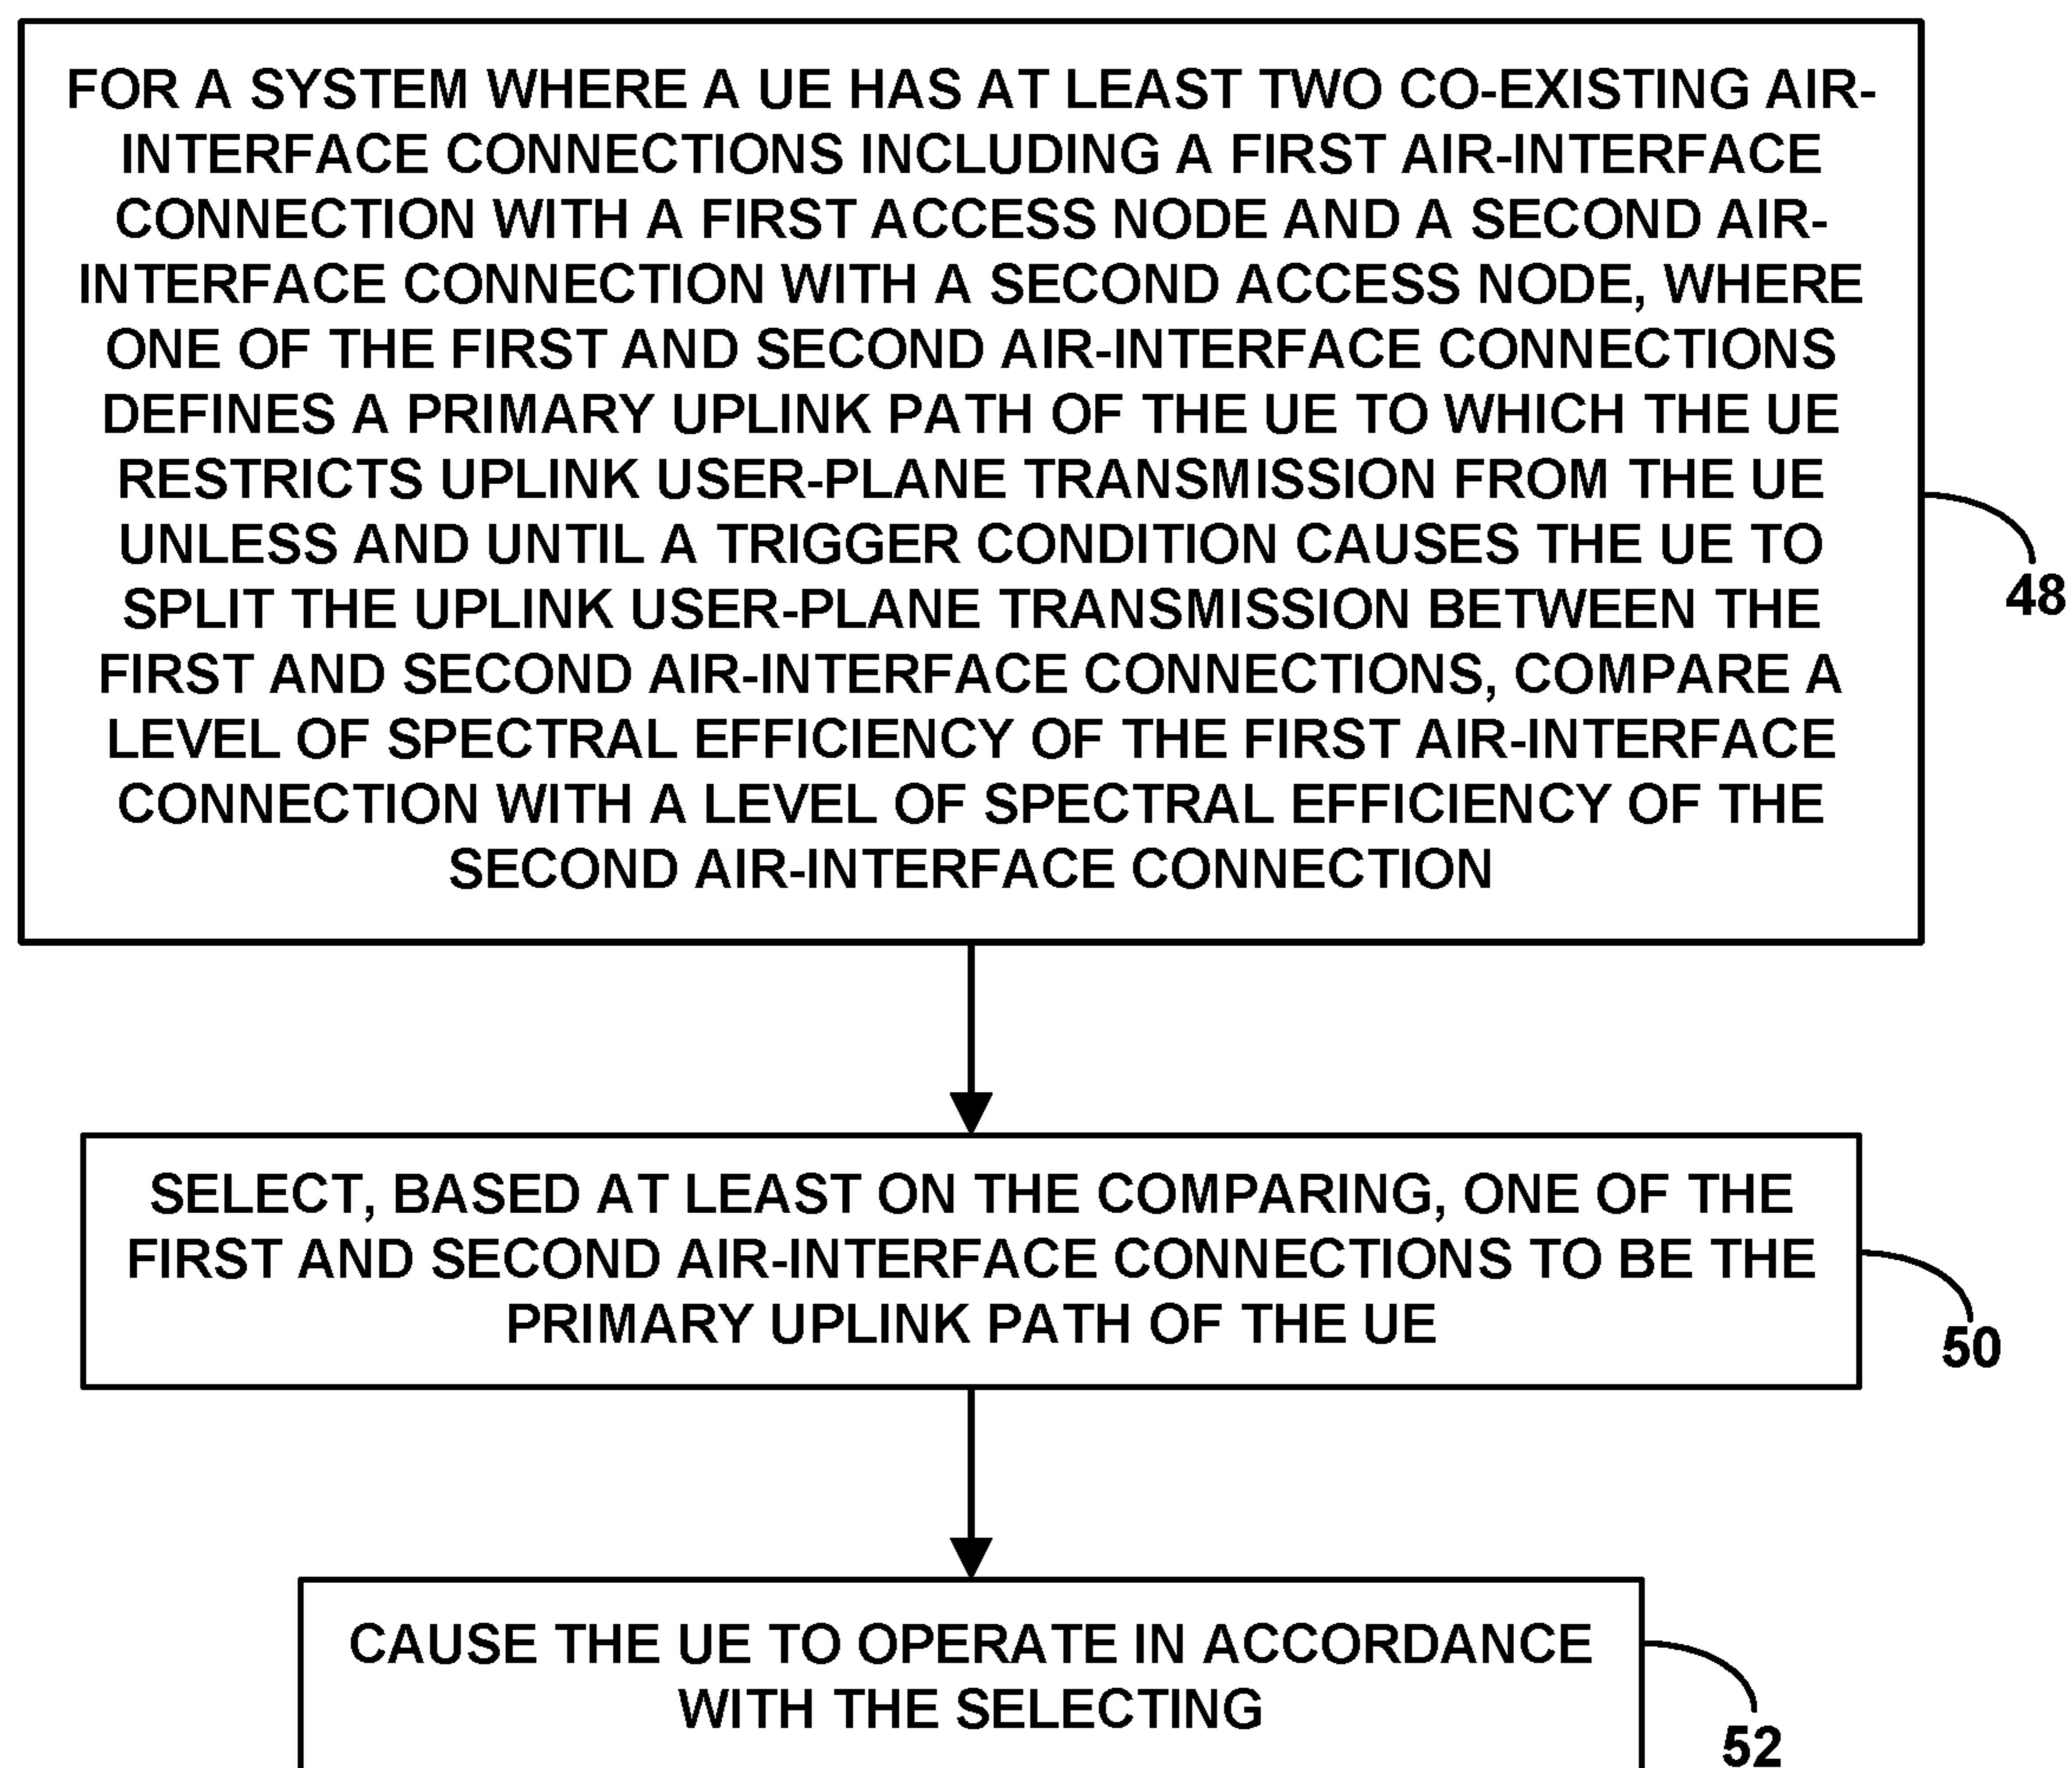 FOR A SYSTEM WHERE A UE HAS AT LEAST TWO CO-EXISTING AIR-
INTERFACE CONNECTIONS INCLUDING A FIRST AIR-INTERFACE
CONNECTION WITH A FIRST ACCESS NODE AND A SECOND AIR-
INTERFACE CONNECTION WITH A SECOND ACCESS NODE, WHERE
ONE OF THE FIRST AND SECOND AIR-INTERFACE CONNECTIONS
DEFINES A PRIMARY UPLINK PATH OF THE UE TO WHICH THE UE
RESTRICTS UPLINK USER-PLANE TRANSMISSION FROM THE UE
UNLESS AND UNTIL A TRIGGER CONDITION CAUSES THE UE TO
SPLIT THE UPLINK USER-PLANE TRANSMISSION BETWEEN THE
FIRST AND SECOND AIR-INTERFACE CONNECTIONS, COMPARE A
LEVEL OF SPECTRAL EFFICIENCY OF THE FIRST AIR-INTERFACE
CONNECTION WITH A LEVEL OF SPECTRAL EFFICIENCY OF THE
SECOND AIR-INTERFACE CONNECTION
48
SELECT, BASED AT LEAST ON THE COMPARING, ONE OF THE
FIRST AND SECOND AIR-INTERFACE CONNECTIONS TO BE THE
PRIMARY UPLINK PATH OF THE UE
50
CAUSE THE UE TO OPERATE IN ACCORDANCE
WITH THE SELECTING
52